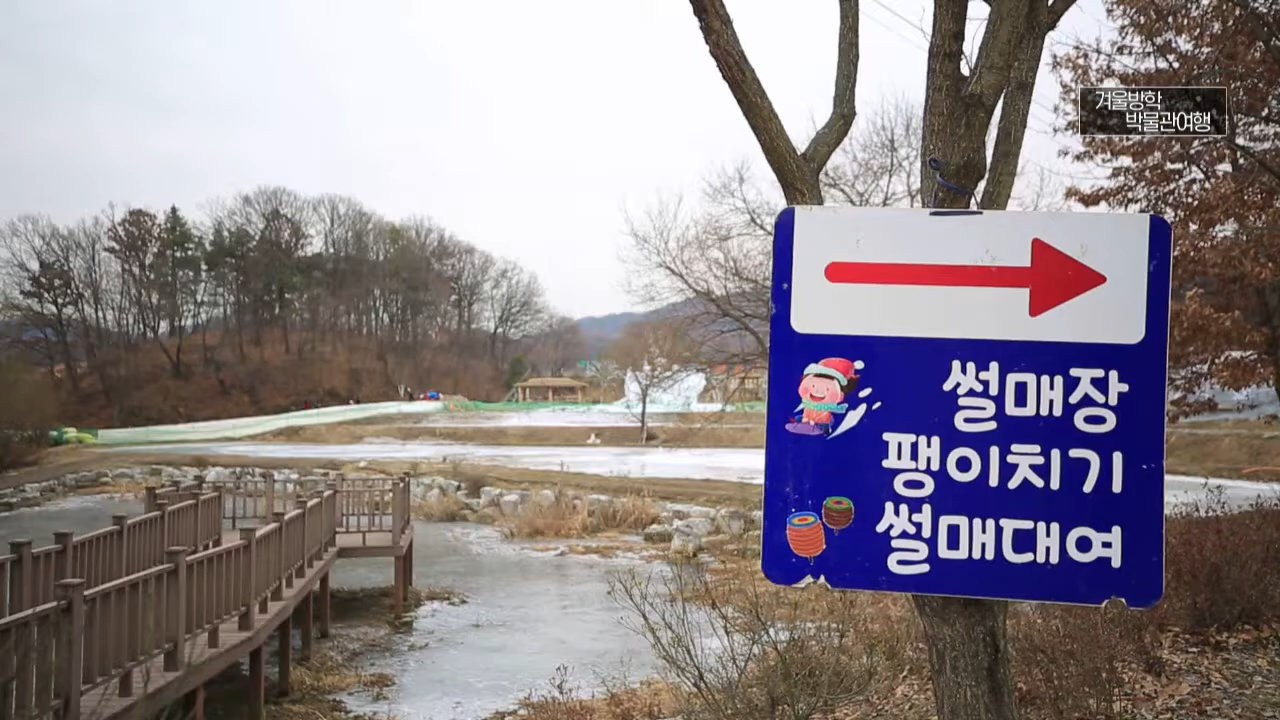 겨울방학
박물관여행
썰매장
팽이치기
썰매대여